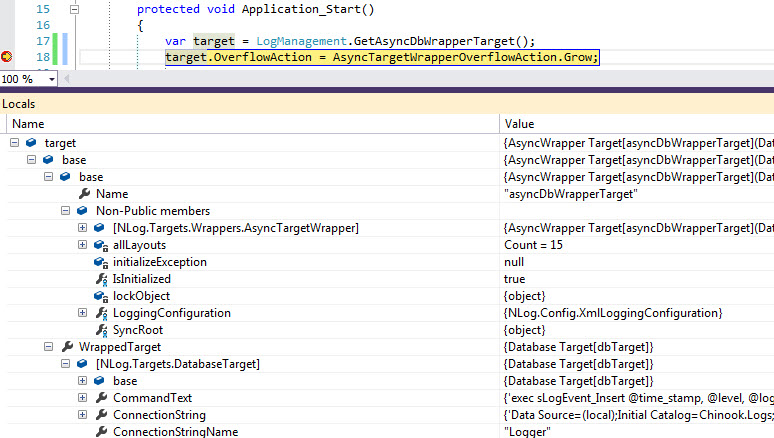 15 protected void Application_Start()
16 {
17 var target = LogManagement.GetAsyncDbWrapperTarget();
18 target.OverflowAction = AsyncTargetWrapperOverflowAction.Grow;
100 %
Locals
Name Value
target {AsyncWrapper Target[asyncDbWrapperTarget](Dat
base {AsyncWrapper Target[asyncDbWrapperTarget](Dat
base {AsyncWrapper Target[asyncDbWrapperTarget](Dat
Name "asyncDbWrapperTarget"
Non-Public members
[NLog.Targets.Wrappers.AsyncTargetWrapper] {AsyncWrapper Target[asyncDbWrapperTarget](Dat
allLayouts Count = 15
initializeException null
IsInitialized true
lockObject {object}
LoggingConfiguration {NLog.Config.XmlLoggingConfiguration}
SyncRoot {object}
WrappedTarget {Database Target[dbTarget]}
[NLog.Targets.DatabaseTarget] {Database Target[dbTarget]}
base {Database Target[dbTarget]}
CommandText {'exec sLogEvent_Insert @time_stamp, @level, @log
ConnectionString {'Data Source=(local);Initial Catalog=Chinook.Logs;
ConnectionStringName "Logger"